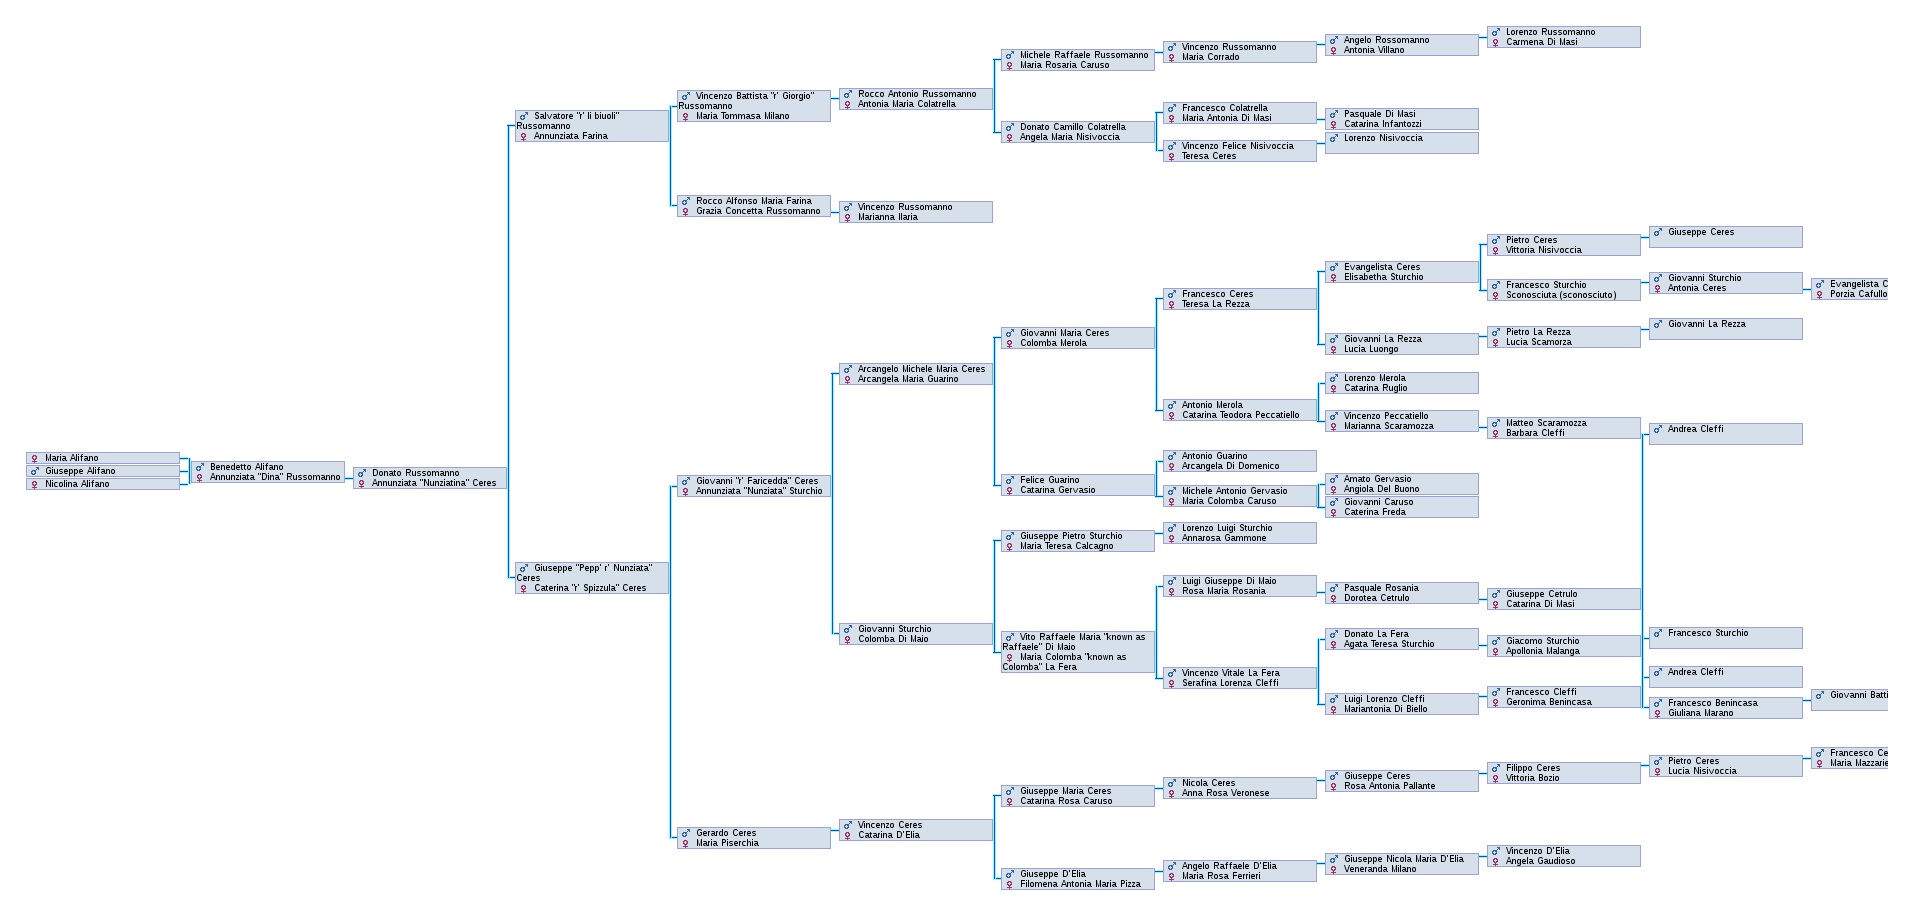 Maria Alifano
Giuseppe Alifano
Nicolina Alifano
Benedetto Alifano
Annunziata "Dina" Russomanno
Donato Russomanno
Annunziata "Nunziatina" Ceres
Salvatore "r' li biuoli"
Russomanno
Annunziata Farina
Giuseppe "Pepp' r' Nunziata"
Ceres
Caterina "r' Spizzula" Ceres
Vincenzo Battista "r' Giorgio"
Russomanno
Maria Tommasa Milano
Rocco Alfonso Maria Farina
Grazia Concetta Russomanno
Giovanni "r' Faricedda" Ceres
Annunziata "Nunziata" Sturchio
Gerardo Ceres
Maria Piserchia
Rocco Antonio Russomanno
Antonia Maria Colatrella
Vincenzo Russomanno
Marianna Ilaria
Arcangelo Michele Maria Ceres
Arcangela Maria Guarino
Giovanni Sturchio
Colomba Di Maio
Vincenzo Ceres
Catarina D'Elia
Michele Raffaele Russomanno
Maria Rosaria Caruso
Donato Camillo Colatrella
Angela Maria Nisivoccia
Giovanni Maria Ceres
Colomba Merola
Felice Guarino
Catarina Gervasio
Giuseppe Pietro Sturchio
Maria Teresa Calcagno
Vito Raffaele Maria "known as
Raffaele" Di Maio
Maria Colomba "known as
Colomba" La Fera
Giuseppe Maria Ceres
Catarina Rosa Caruso
Giuseppe D'Elia
Filomena Antonia Maria Pizza
Vincenzo Russomanno
Maria Corrado
Francesco Colatrella
Maria Antonia Di Masi
Vincenzo Felice Nisivoccia
Teresa Ceres
Francesco Ceres
Teresa La Rezza
Antonio Merola
Catarina Teodora Peccatiello
Antonio Guarino
Arcangela Di Domenico
Michele Antonio Gervasio
Maria Colomba Caruso
Lorenzo Luigi Sturchio
Annarosa Gammone
Luigi Giuseppe Di Maio
Rosa Maria Rosania
Vincenzo Vitale La Fera
Serafina Lorenza Cleffi
Nicola Ceres
Anna Rosa Veronese
Angelo Raffaele D'Elia
Maria Rosa Ferrieri
Angelo Rossomanno
Antonia Villano
Pasquale Di Masi
Catarina Infantozzi
Lorenzo Nisivoccia
Evangelista Ceres
Elisabetha Sturchio
Giovanni La Rezza
Lucia Luongo
Lorenzo Merola
Catarina Ruglio
Vincenzo Peccatiello
Marianna Scaramozza
Amato Gervasio
Angiola Del Buono
Giovanni Caruso
Caterina Freda
Pasquale Rosania
Dorotea Cetrulo
Donato La Fera
Agata Teresa Sturchio
Luigi Lorenzo Cleffi
Mariantonia Di Biello
Giuseppe Ceres
Rosa Antonia Pallante
Giuseppe Nicola Maria D'Elia
Veneranda Milano
Lorenzo Russomanno
Carmena Di Masi
Pietro Ceres
Vittoria Nisivoccia
Francesco Sturchio
Sconosciuta (sconosciuto)
Pietro La Rezza
Lucia Scamorza
Matteo Scaramozza
Barbara Cleffi
Giuseppe Cetrulo
Catarina Di Masi
Giacomo Sturchio
Apollonia Malanga
Francesco Cleffi
Geronima Benincasa
Filippo Ceres
Vittoria Bozio
Vincenzo D'Elia
Angela Gaudioso
Giuseppe Ceres
Giovanni Sturchio
Antonia Ceres
Giovanni La Rezza
Andrea Cleffi
Francesco Sturchio
Andrea Cleffi
Francesco Benincasa
Giuliana Marano
Pietro Ceres
Lucia Nisivoccia
Evangelista C
Porzia Cafullo
Giovanni Batti
Francesco Ce
Maria Mazzarie